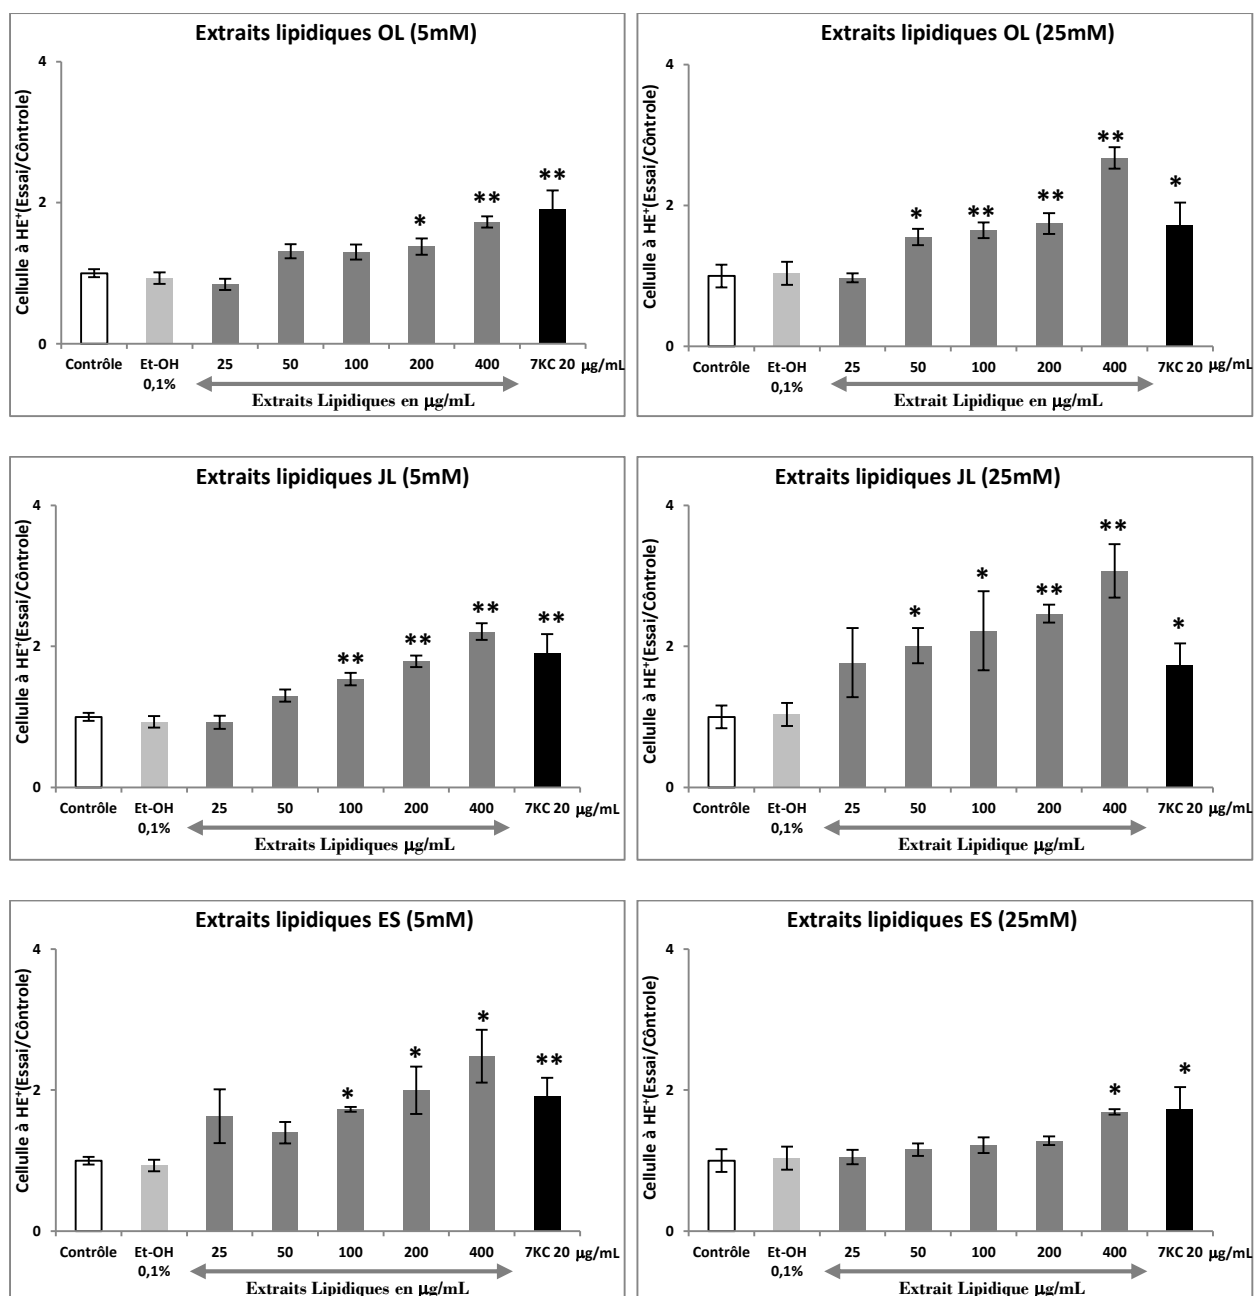 Extraits lipidiques OL (5mM)
Cellulle à HE⁺(Essai/Côntrole)
4
2
0
**
**
*
Contrôle Et-OH 0,1% 25 50 100 200 400 7KC 20 µg/mL
Extraits Lipidiques en µg/mL
Extraits lipidiques OL (25mM)
Cellulle à HE⁺(Essai/Côntrole)
4
2
0
* ** ** ** *
Contrôle Et-OH 0,1% 25 50 100 200 400 7KC 20 µg/mL
Extrait Lipidique en µg/mL
Extraits lipidiques JL (5mM)
Cellulle à HE⁺(Essai/Côntrole)
4
2
0
** ** ** **
Contrôle Et-OH 0,1% 25 50 100 200 400 7KC 20 µg/mL
Extraits Lipidiques µg/mL
Extraits lipidiques JL (25mM)
Cellulle à HE⁺(Essai/Côntrole)
4
2
0
* * ** ** *
Contrôle Et-OH 0,1% 25 50 100 200 400 7KC 20 µg/mL
Extrait Lipidique µg/mL
Extraits lipidiques ES (5mM)
Cellulle à HE⁺(Essai/Côntrole)
4
2
0
* * * **
Contrôle Et-OH 0,1% 25 50 100 200 400 7KC 20 µg/mL
Extraits Lipidiques en µg/mL
Extraits lipidiques ES (25mM)
Cellulle à HE⁺(Essai/Côntrole)
4
2
0
* *
Contrôle Et-OH 0,1% 25 50 100 200 400 7KC 20 µg/mL
Extrait Lipidique µg/mL